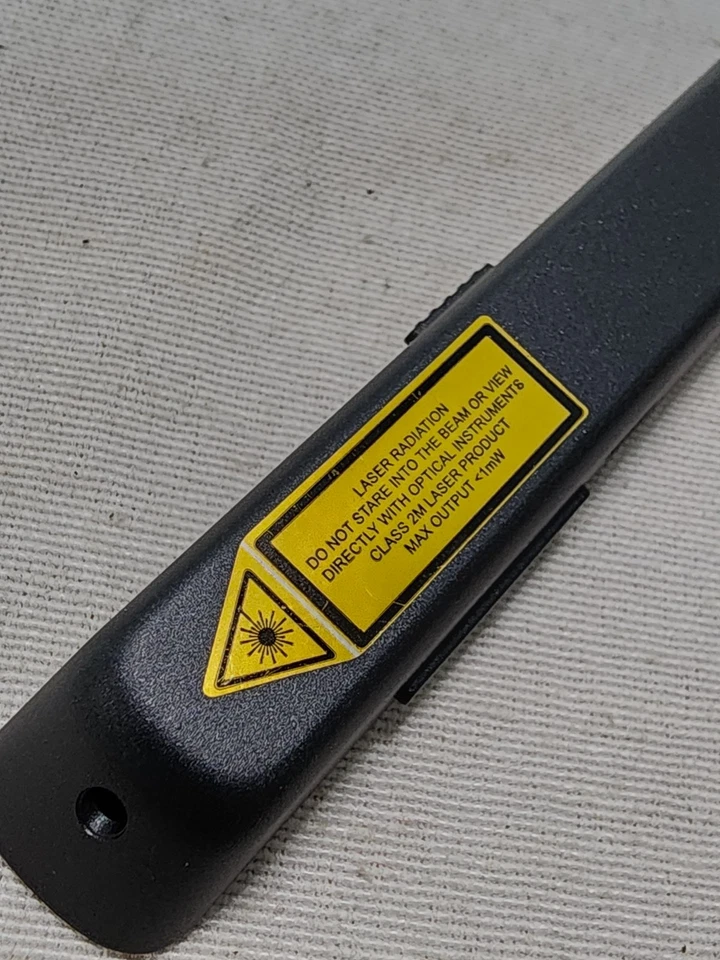 LASER RADIATION
DO NOT STARE INTO THE BEAM OR VIEW
DIRECTLY WITH OPTICAL INSTRUMENTS
CLASS 2M LASER PRODUCT
MAX OUTPUT <1mW